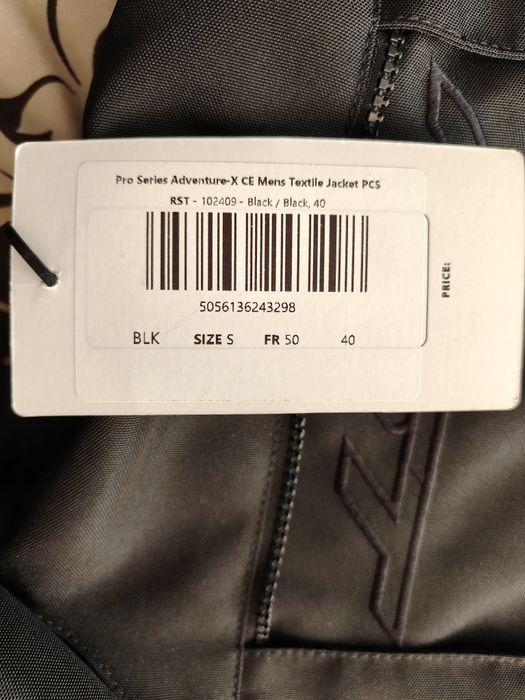 Pro Series Adventure-X CE Mens Textile Jacket PCS
RST - 102409 - Black / Black, 40
5056136243298
BLK SIZE S FR 50 40
PRICE: